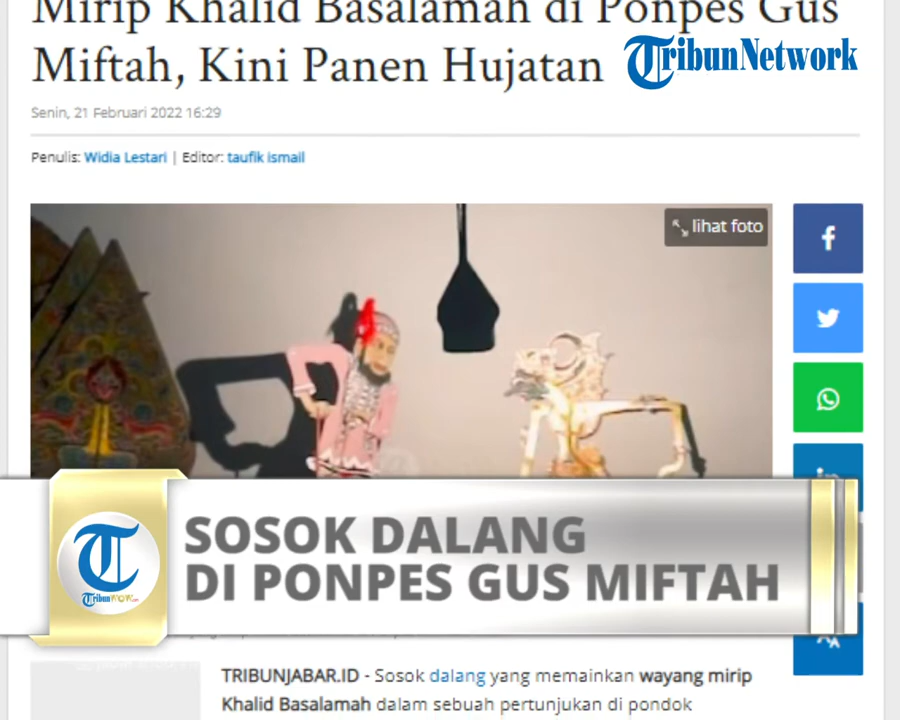 Mirip Khalid Basalamah di Ponpes Gus
Miftah, Kini Panen Hujatan
TribunNetwork
Senin, 21 Februari 2022 16:29
Penulis: Widia Lestari | Editor: taufik ismail
lihat foto
SOSOK DALANG
DI PONPES GUS MIFTAH
TRIBUNJABAR.ID - Sosok dalang yang memainkan wayang mirip
Khalid Basalamah dalam sebuah pertunjukan di pondok